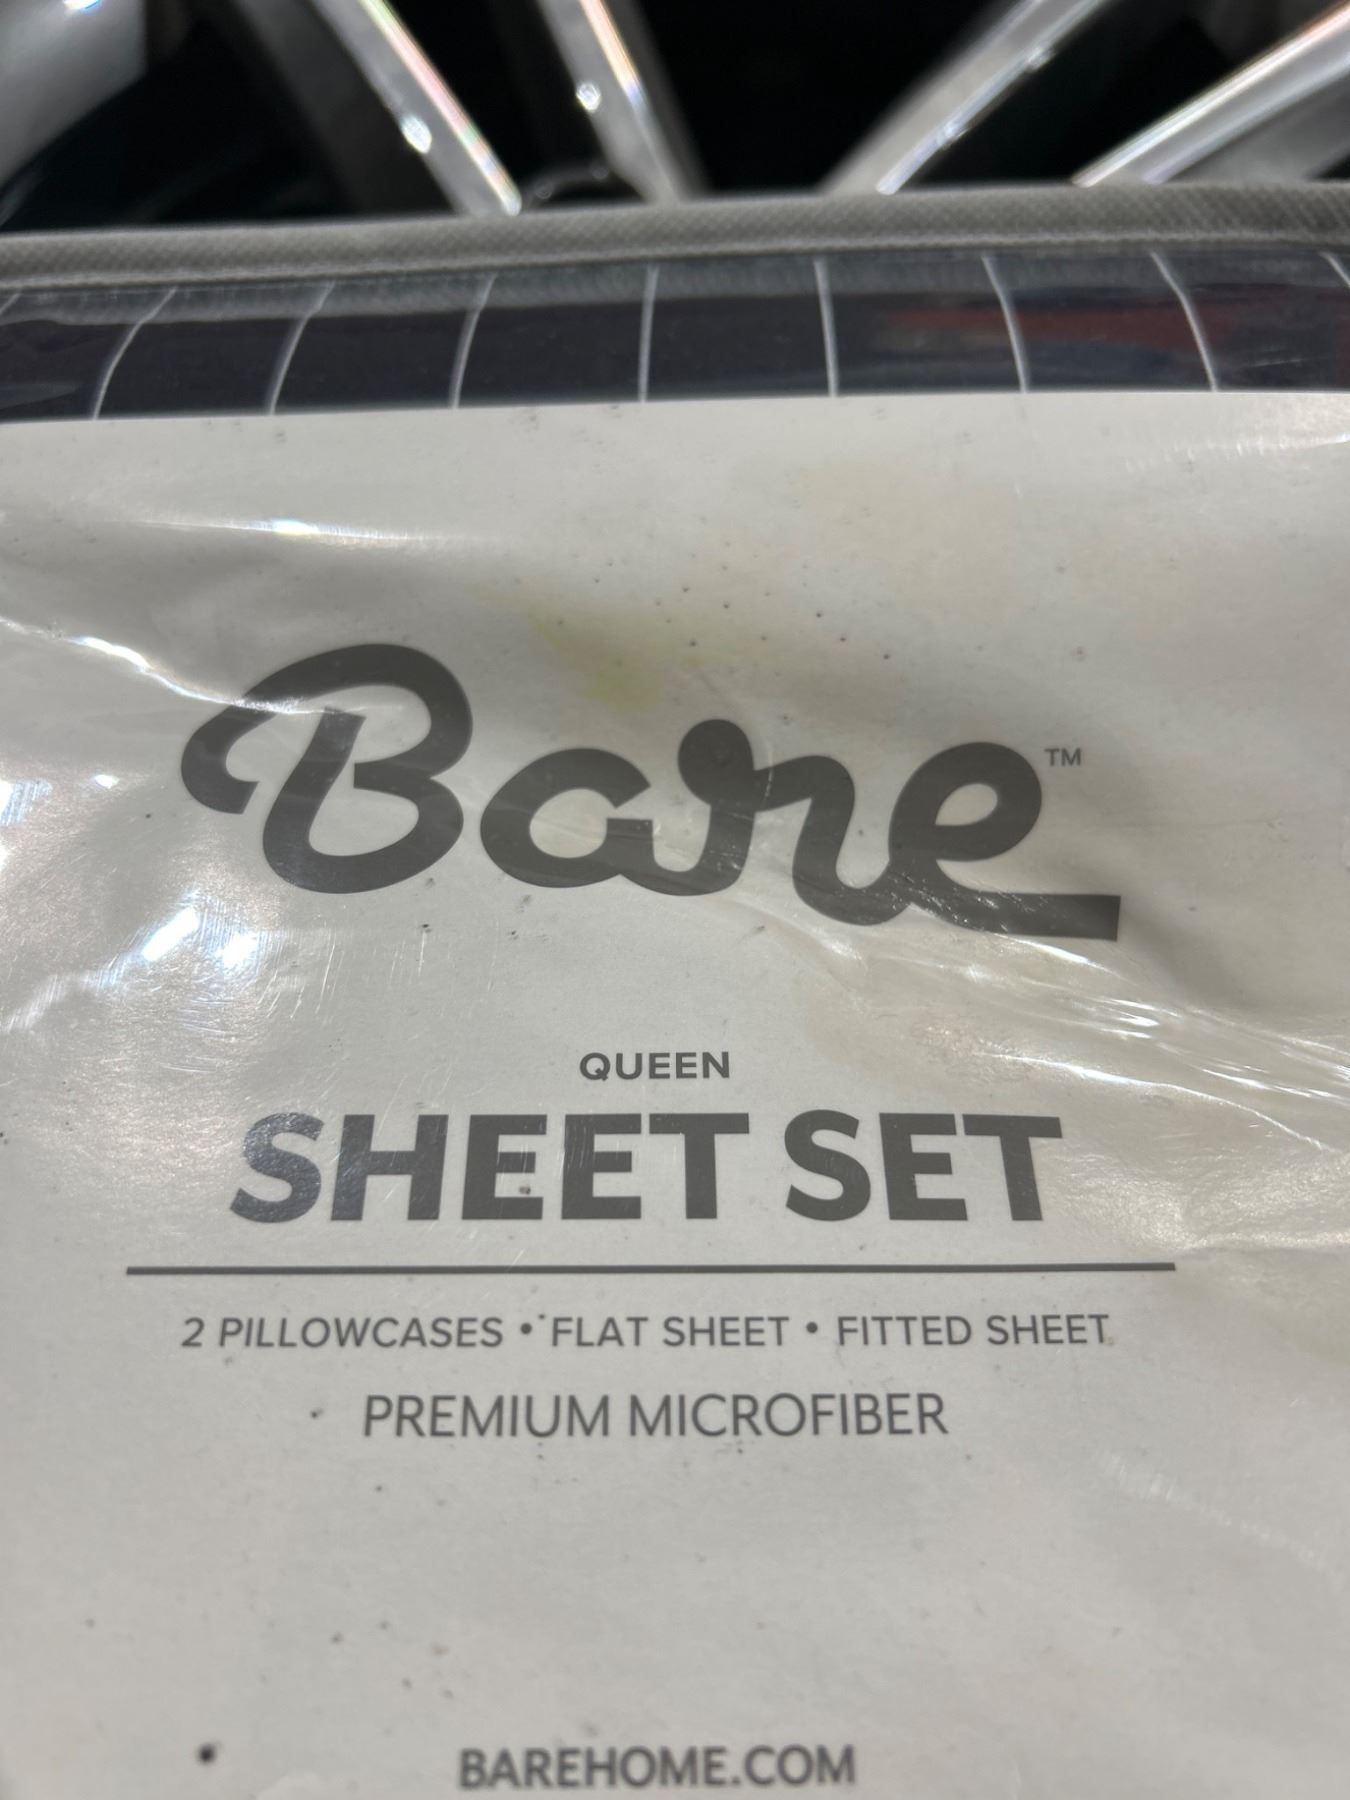 Bare™
QUEEN
SHEET SET
2 PILLOWCASES • FLAT SHEET • FITTED SHEET
PREMIUM MICROFIBER
BAREHOME.COM